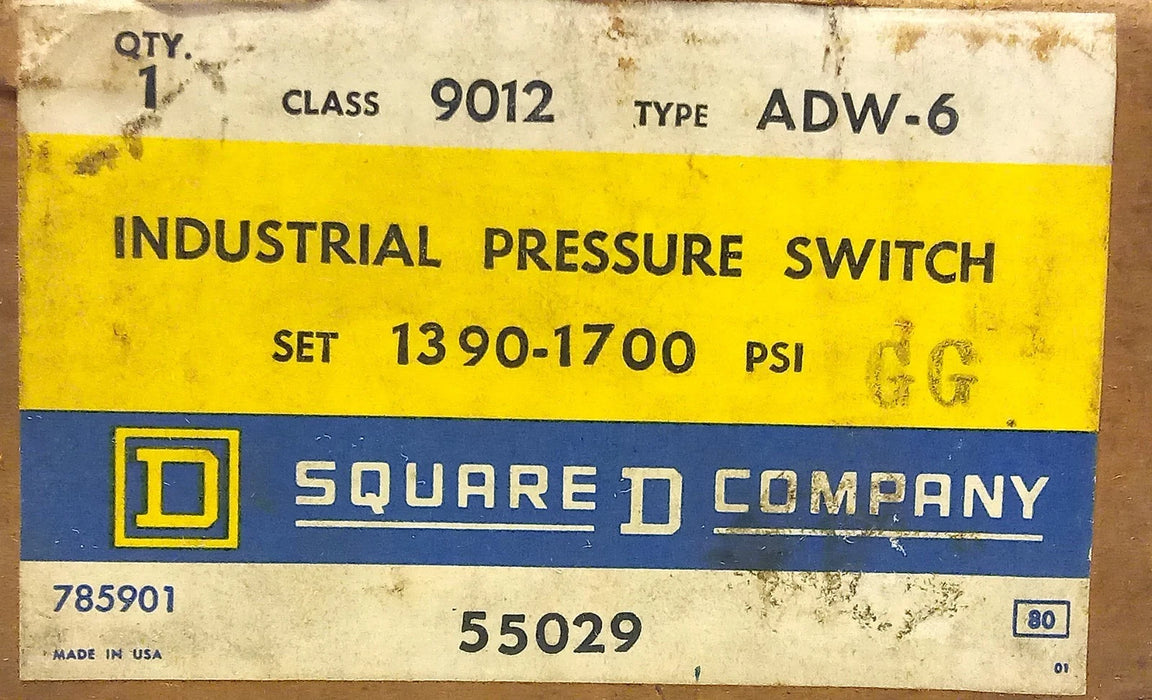 QTY.
1 CLASS 9012 TYPE ADW-6
INDUSTRIAL PRESSURE SWITCH
SET 1390-1700 PSI GG
D SQUARE D COMPANY
785901
55029 80
MADE IN USA 01